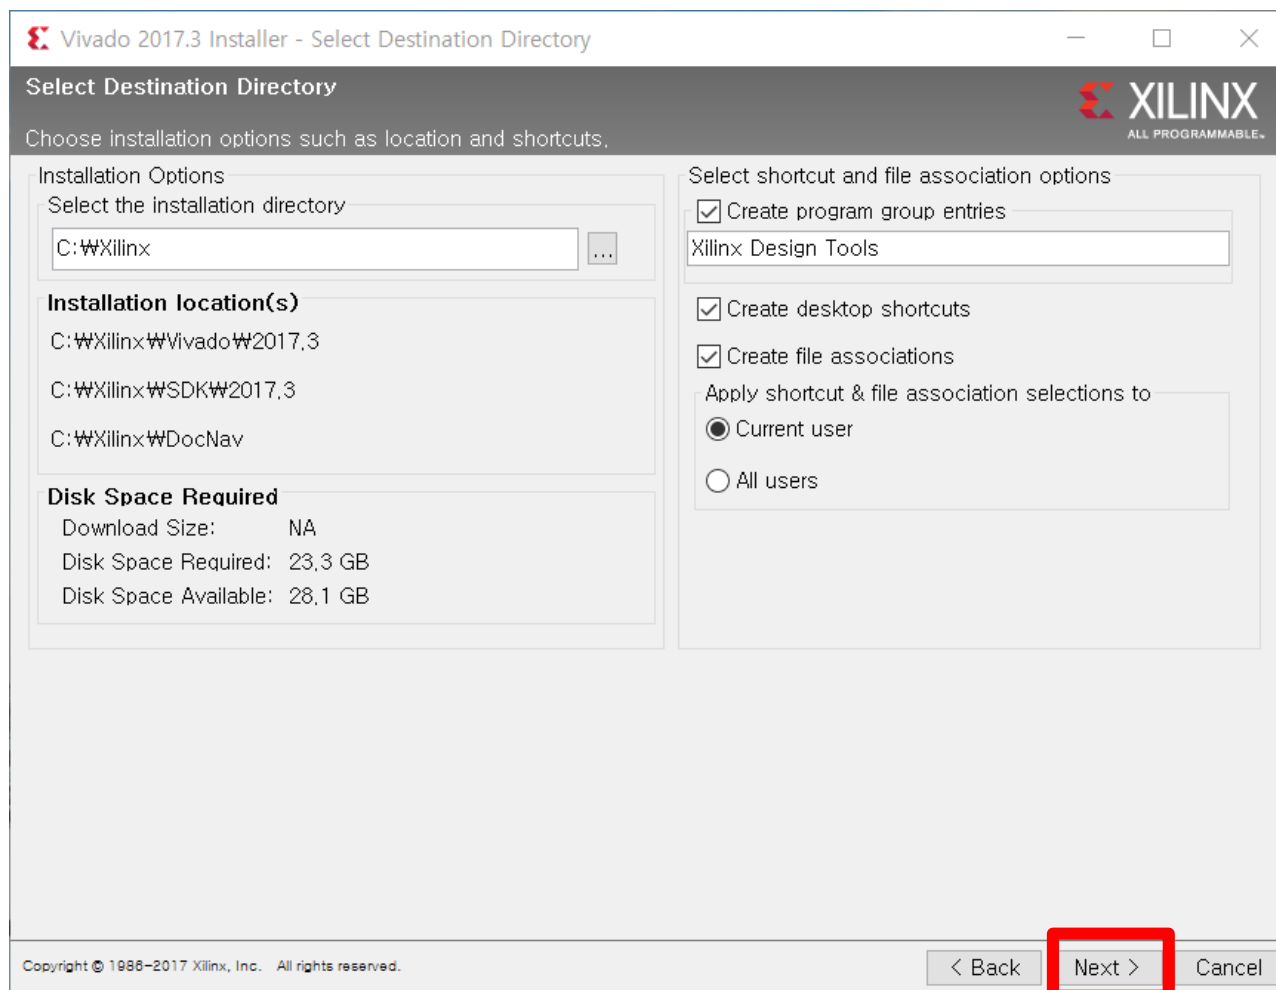 Vivado 2017.3 Installer - Select Destination Directory
Select Destination Directory
Choose installation options such as location and shortcuts.
XILINX
ALL PROGRAMMABLE™
Installation Options
Select the installation directory
C:₩Xilinx
...
Installation location(s)
C:₩Xilinx₩Vivado₩2017.3
C:₩Xilinx₩SDK₩2017.3
C:₩Xilinx₩DocNav
Disk Space Required
Download Size: NA
Disk Space Required: 23.3 GB
Disk Space Available: 28.1 GB
Select shortcut and file association options
Create program group entries
Xilinx Design Tools
Create desktop shortcuts
Create file associations
Apply shortcut & file association selections to
Current user
All users
Copyright © 1986-2017 Xilinx, Inc. All rights reserved.
< Back
Next >
Cancel